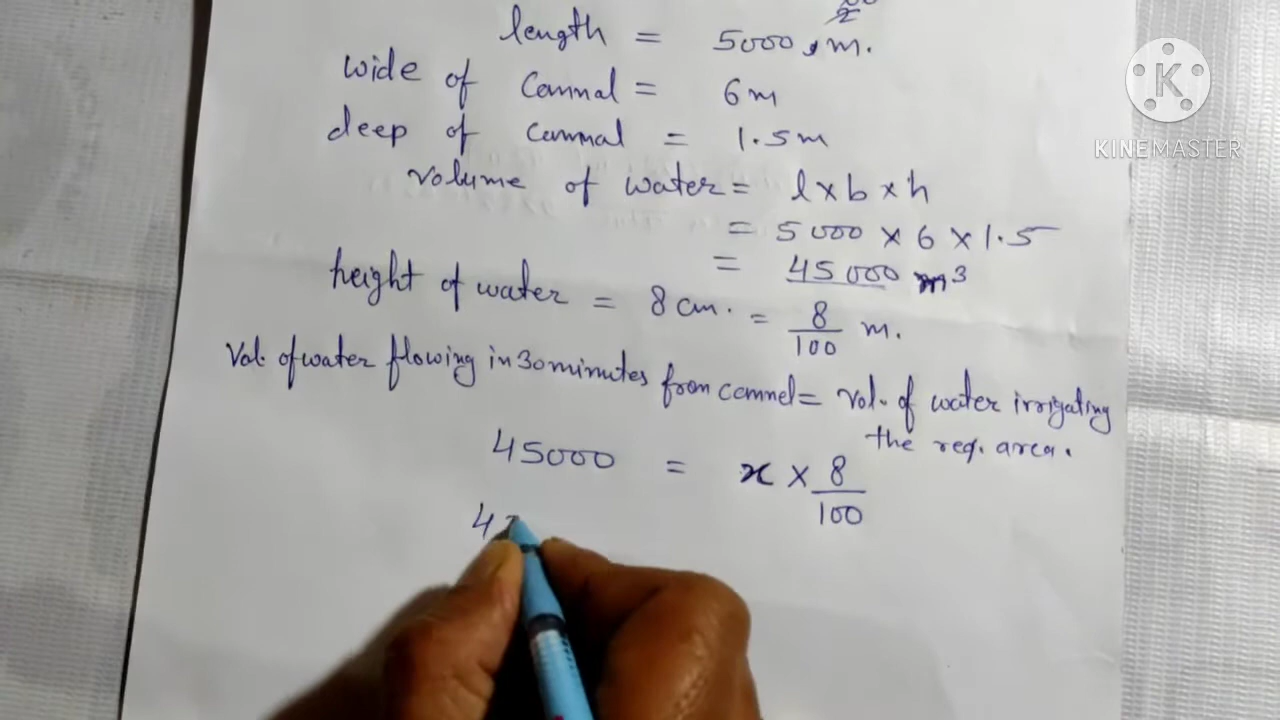 length = 5000 m.
wide of Cannal = 6m
deep of cannal = 1.5m
volume of water = l × b × h
= 5000 × 6 × 1.5
= 45000 m³
height of water = 8 cm. = 8/100 m.
Vol. of water flowing in 30 minutes from cannel = Vol. of water irrigating
the req. area.
45000 = x × 8/100
4
K
KINEMASTER